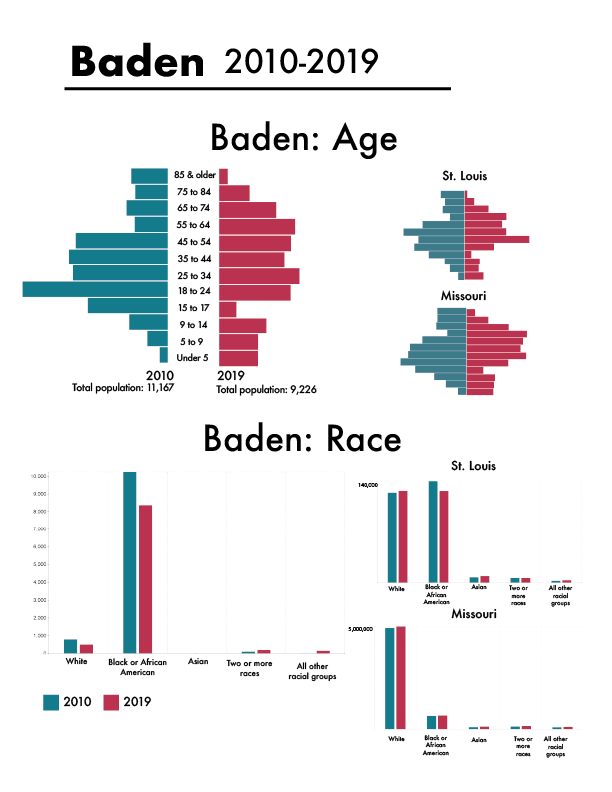 Baden 2010-2019
Baden: Age
85 & older
75 to 84
65 to 74
55 to 64
45 to 54
35 to 44
25 to 34
18 to 24
15 to 17
9 to 14
5 to 9
Under 5
2010
Total population: 11,167
2019
Total population: 9,226
St. Louis
Missouri
Baden: Race
10,000
9,000
8,000
7,000
6,000
5,000
4,000
3,000
2,000
1,000
0
White
Black or African
American
Asian
Two or more
races
All other
racial groups
2010
2019
St. Louis
140,000
White
Black or
African
American
Asian
Two or
more
races
All other
racial
groups
Missouri
5,000,000
White
Black or
African
American
Asian
Two or
more
races
All other
racial
groups